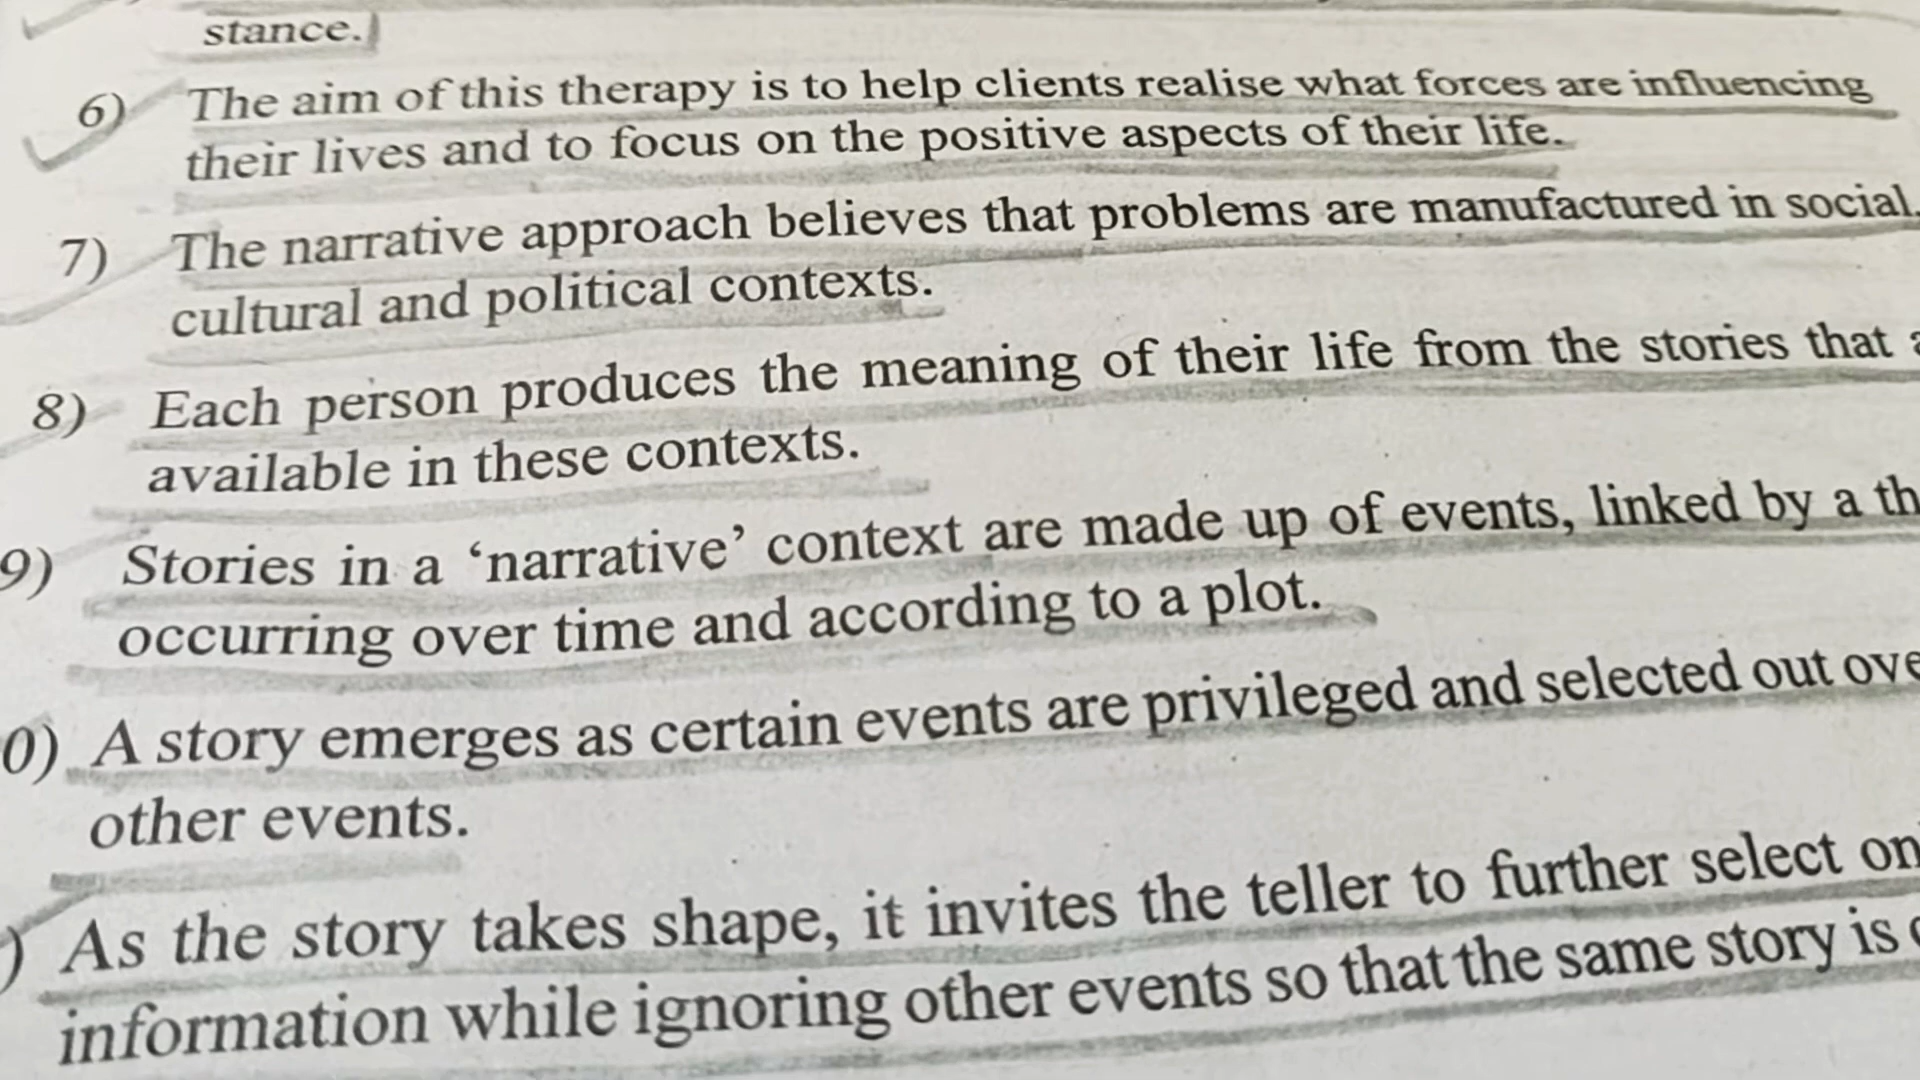 stance.
6) The aim of this therapy is to help clients realise what forces are influencing
their lives and to focus on the positive aspects of their life.
7) The narrative approach believes that problems are manufactured in social,
cultural and political contexts.
8) Each person produces the meaning of their life from the stories that
available in these contexts.
9) Stories in a ‘narrative’ context are made up of events, linked by a
occurring over time and according to a plot.
0) A story emerges as certain events are privileged and selected out
other events.
) As the story takes shape, it invites the teller to further select
information while ignoring other events so that the same story is